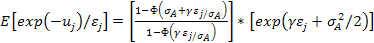 E[exp(−u_j)/ε_j] = [ (1−Φ(σ_A+γε_j/σ_A)) / (1−Φ(γε_j/σ_A)) ] * [exp(γε_j + σ_A^2/2)]